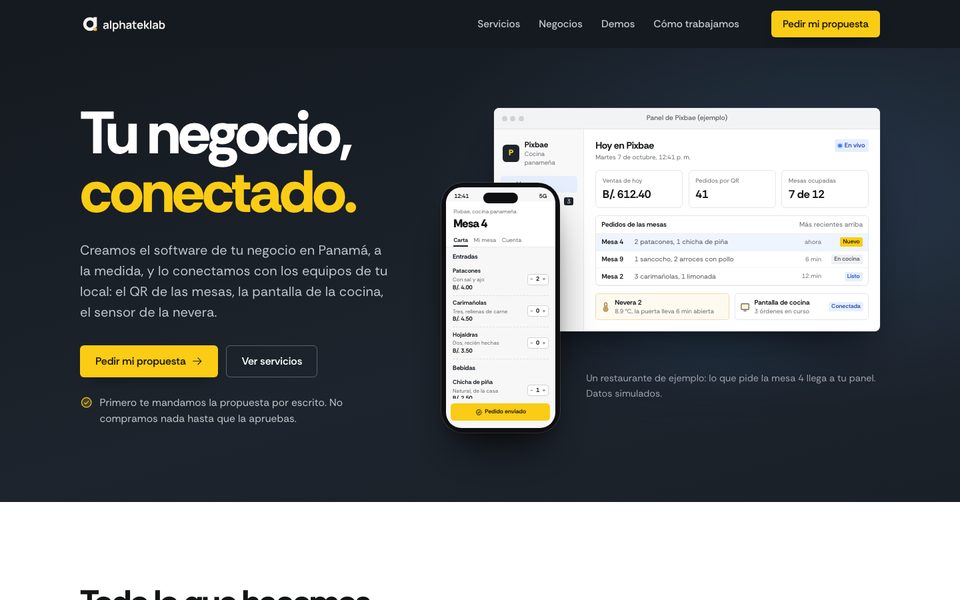 alphateklab
Servicios
Negocios
Demos
Cómo trabajamos
Pedir mi propuesta
Tu negocio,
conectado.
Creamos el software de tu negocio en Panamá, a
la medida, y lo conectamos con los equipos de tu
local: el QR de las mesas, la pantalla de la cocina,
el sensor de la nevera.
Pedir mi propuesta →
Ver servicios
Primero te mandamos la propuesta por escrito. No
compramos nada hasta que la apruebas.
Panel de Pixbae (ejemplo)
P
Pixbae
Cocina
panameña
3
Hoy en Pixbae
Martes 7 de octubre, 12:41 p. m.
En vivo
Ventas de hoy
B/. 612.40
Pedidos por QR
41
Mesas ocupadas
7 de 12
Pedidos de las mesas
Más recientes arriba
Mesa 4 2 patacones, 1 chicha de piña ahora Nuevo
Mesa 9 1 sancocho, 2 arroces con pollo 6 min En cocina
Mesa 2 3 carimañolas, 1 limonada 12 min Listo
Nevera 2
8.9 °C, la puerta lleva 6 min abierta
Pantalla de cocina
3 órdenes en curso
Conectada
12:41
5G
Pixbae, cocina panameña
Mesa 4
Carta Mi mesa Cuenta
Entradas
Patacones
Con sal y ajo
B/. 4.00
− 2 +
Carimañolas
Tres, rellenas de carne
B/. 4.50
− 0 +
Hojaldras
Dos, recién hechas
B/. 3.50
− 0 +
Bebidas
Chicha de piña
Natural, de la casa
B/. 2.50
− 1 +
Pedido enviado
Un restaurante de ejemplo: lo que pide la mesa 4 llega a tu panel.
Datos simulados.
Todo lo que hacemos